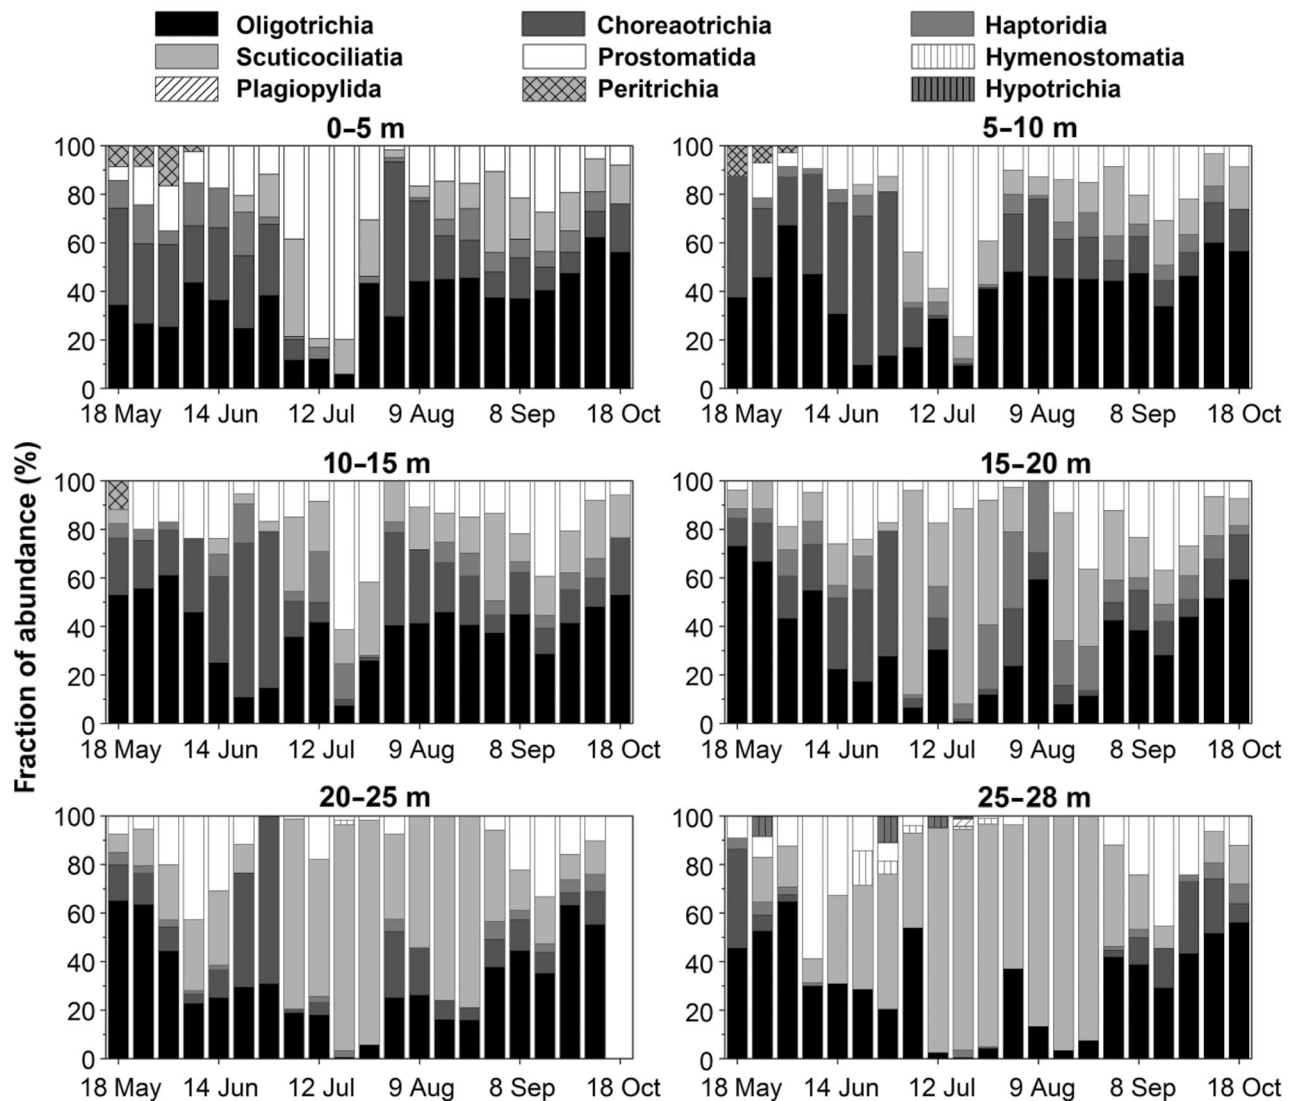 Oligotrichia Choreaotrichia Haptoridia
Scuticociliatia Prostomatida Hymenostomatia
Plagiopylida Peritrichia Hypotrichia
0–5 m 5–10 m
100 100
80 80
60 60
40 40
20 20
0 0
18 May 14 Jun 12 Jul 9 Aug 8 Sep 18 Oct 18 May 14 Jun 12 Jul 9 Aug 8 Sep 18 Oct
Fraction of abundance (%)
10–15 m 15–20 m
100 100
80 80
60 60
40 40
20 20
0 0
18 May 14 Jun 12 Jul 9 Aug 8 Sep 18 Oct 18 May 14 Jun 12 Jul 9 Aug 8 Sep 18 Oct
20–25 m 25–28 m
100 100
80 80
60 60
40 40
20 20
0 0
18 May 14 Jun 12 Jul 9 Aug 8 Sep 18 Oct 18 May 14 Jun 12 Jul 9 Aug 8 Sep 18 Oct